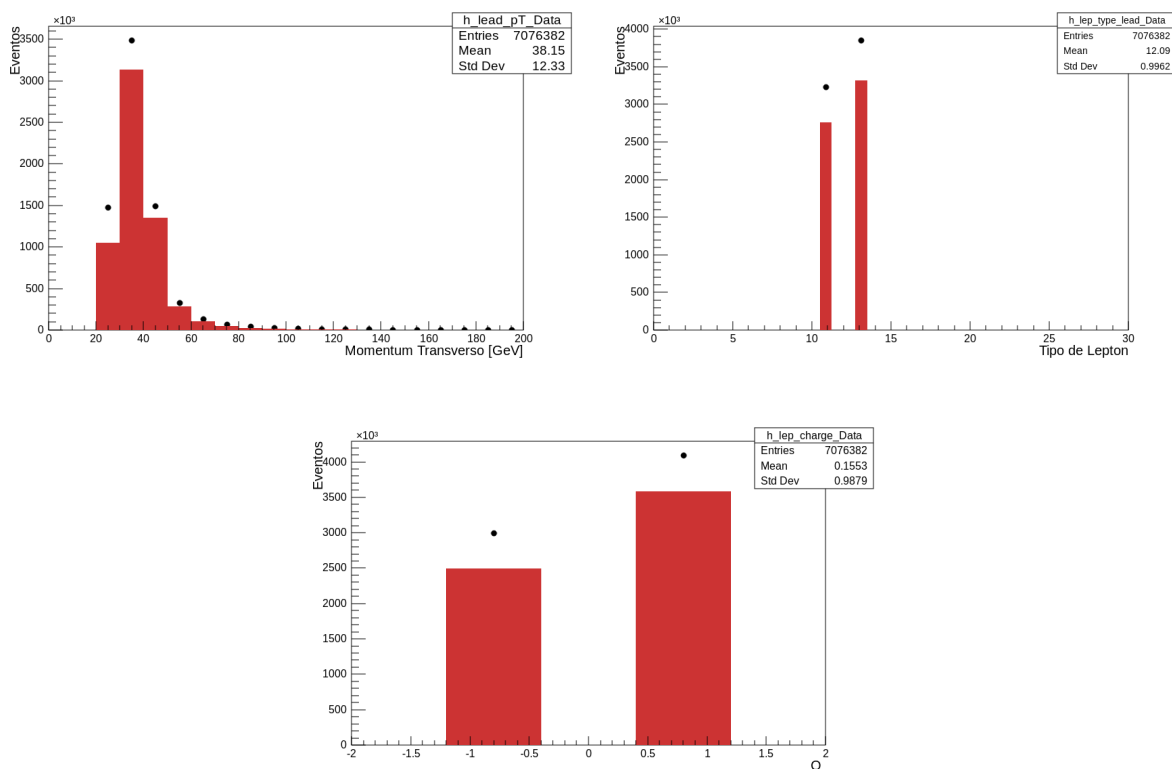 ×10³
Eventos
h_lead_pT_Data
Entries 7076382
Mean 38.15
Std Dev 12.33
3500
3000
2500
2000
1500
1000
500
0
0 20 40 60 80 100 120 140 160 180 200
Momentum Transverso [GeV]
×10³
Eventos
h_lep_type_lead_Data
Entries 7076382
Mean 12.09
Std Dev 0.9962
4000
3500
3000
2500
2000
1500
1000
500
0
0 5 10 15 20 25 30
Tipo de Lepton
×10³
Eventos
h_lep_charge_Data
Entries 7076382
Mean 0.1553
Std Dev 0.9879
4000
3500
3000
2500
2000
1500
1000
500
0
-2 -1.5 -1 -0.5 0 0.5 1 1.5 2